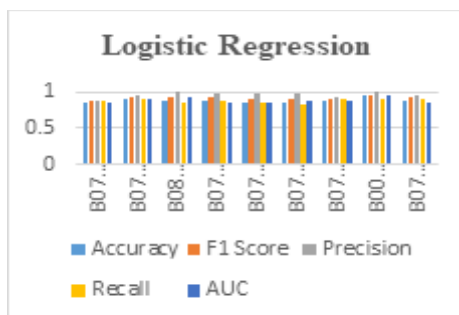 Logistic Regression
1
0.5
0
B07...
B07...
B08...
B07...
B07...
B07...
B07...
B00...
B07...
Accuracy F1 Score Precision
Recall AUC